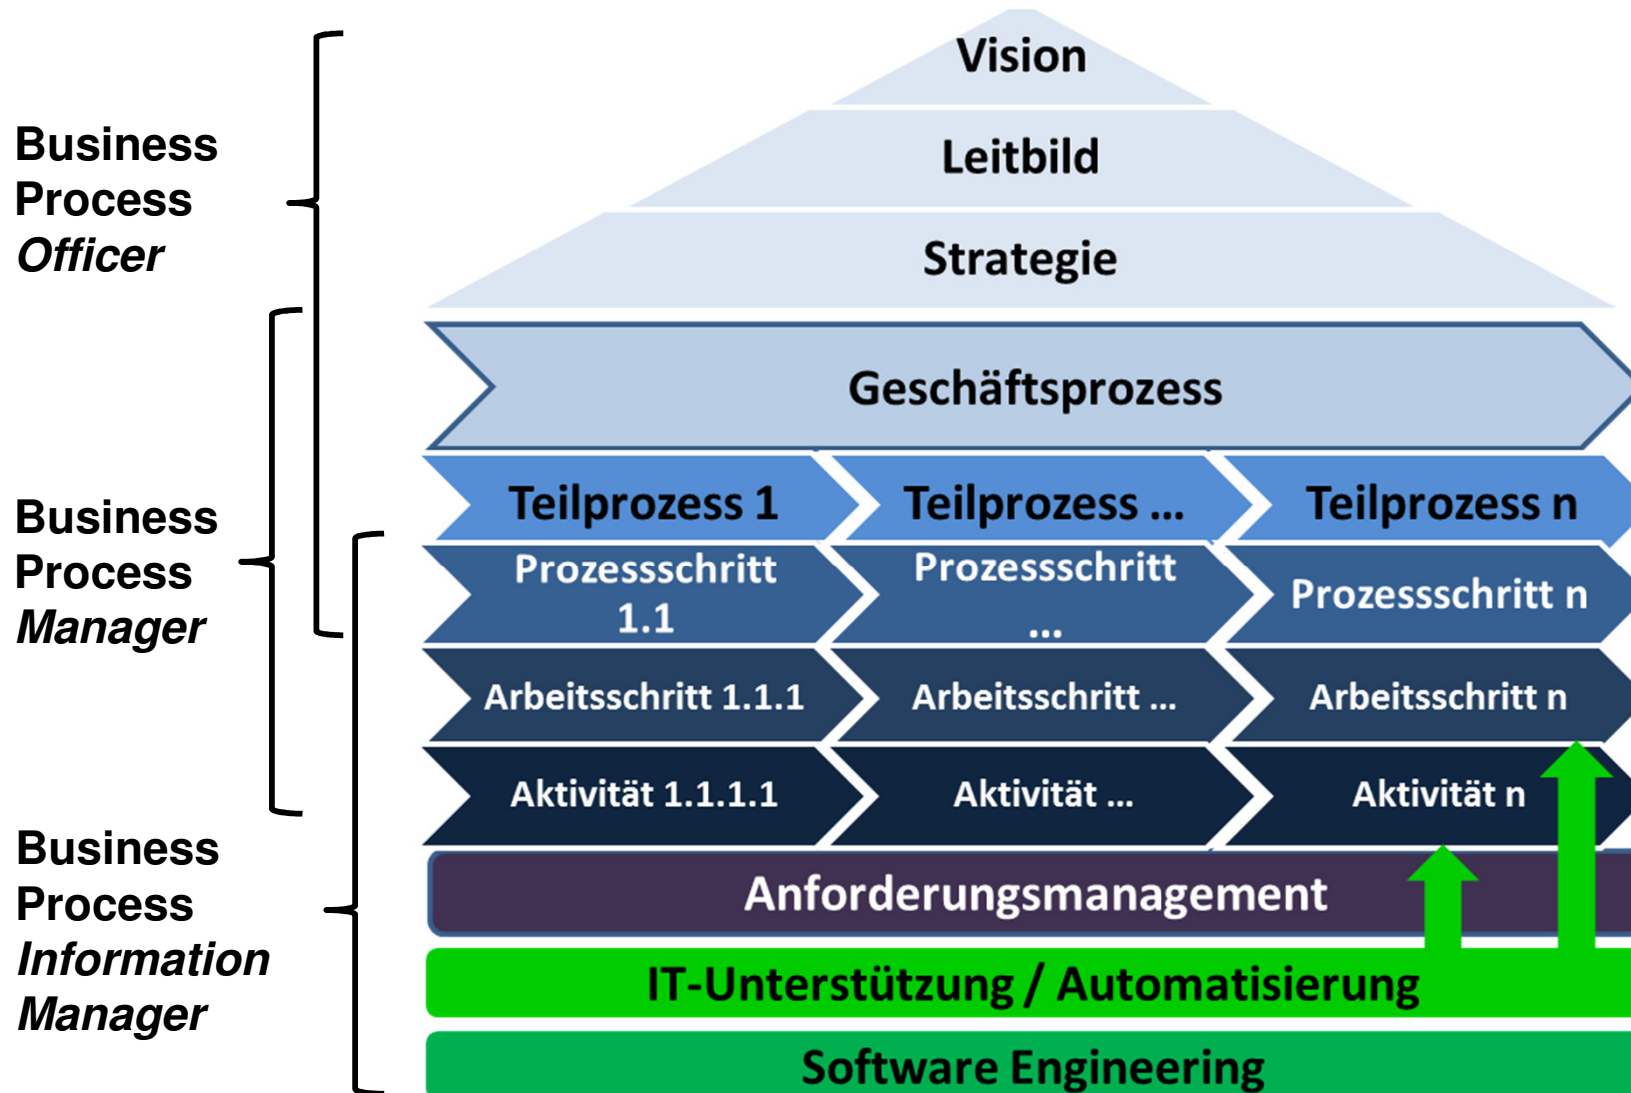 Vision
Leitbild
Strategie
Business
Process
Officer
Geschäftsprozess
Teilprozess 1
Teilprozess ...
Teilprozess n
Business
Process
Manager
Prozessschritt
1.1
Prozessschritt
...
Prozessschritt n
Arbeitsschritt 1.1.1
Arbeitsschritt ...
Arbeitsschritt n
Aktivität 1.1.1.1
Aktivität ...
Aktivität n
Business
Process
Information
Manager
Anforderungsmanagement
IT-Unterstützung / Automatisierung
Software Engineering